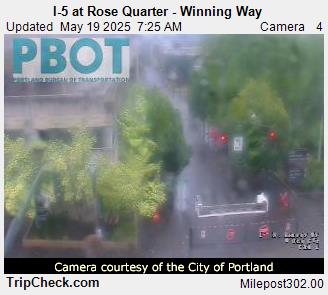 I-5 at Rose Quarter - Winning Way
Updated May 19 2025 7:25 AM Camera 4
PBOT
PORTLAND BUREAU OF TRANSPORTATION
Camera courtesy of the City of Portland
TripCheck.com Milepost302.00